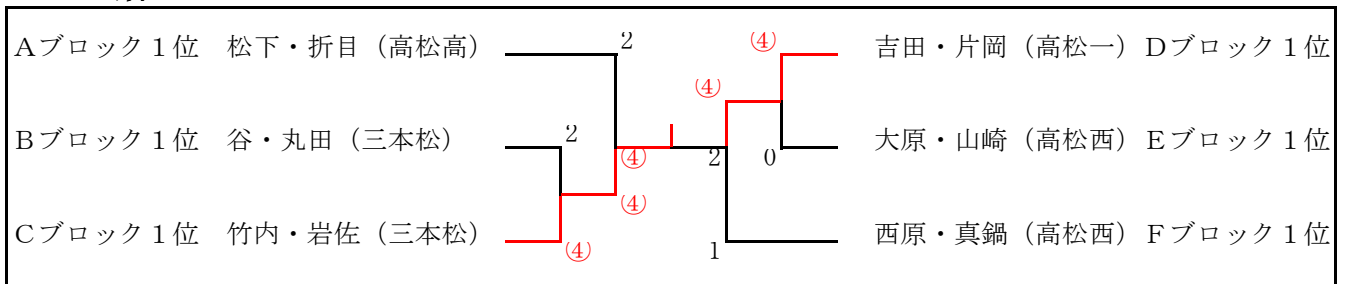 Aブロック1位 松下・折目（高松高） 2 ④ 吉田・片岡（高松一）Dブロック1位
④
Bブロック1位 谷・丸田（三本松） 2 ④ 2 0 大原・山崎（高松西）Eブロック1位
④
Cブロック1位 竹内・岩佐（三本松） ④ 1 西原・真鍋（高松西）Fブロック1位